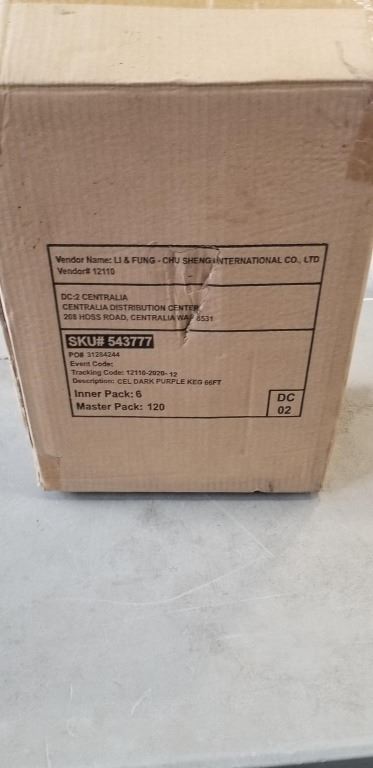 Vendor Name: LI & FUNG - CHU SHENG INTERNATIONAL CO., LTD
Vendor# 12110
DC:2 CENTRALIA
CENTRALIA DISTRIBUTION CENTER
208 HOSS ROAD, CENTRALIA WA 8531
SKU# 543777
PO# 31284244
Event Code:
Tracking Code: 12110-2020-12
Description: CEL DARK PURPLE KEG 66FT
Inner Pack: 6
Master Pack: 120
DC
02